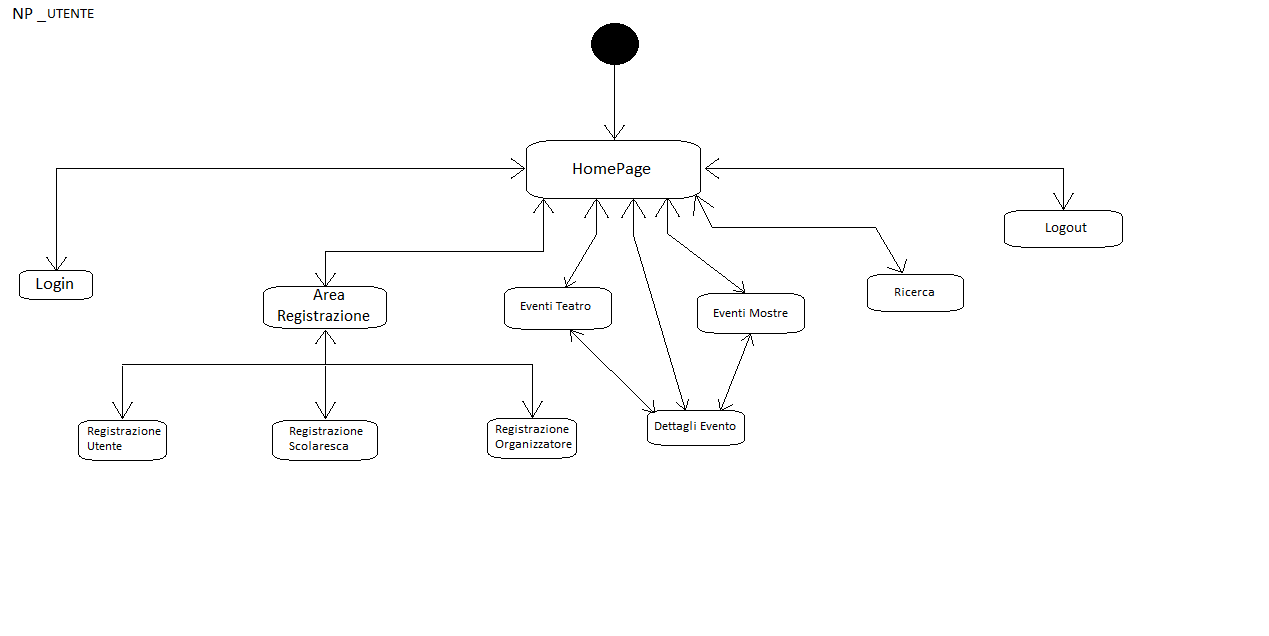 NP _UTENTE
HomePage
Logout
Login
Area
Registrazione
Eventi Teatro
Eventi Mostre
Ricerca
Registrazione
Utente
Registrazione
Scolaresca
Registrazione
Organizzatore
Dettagli Evento